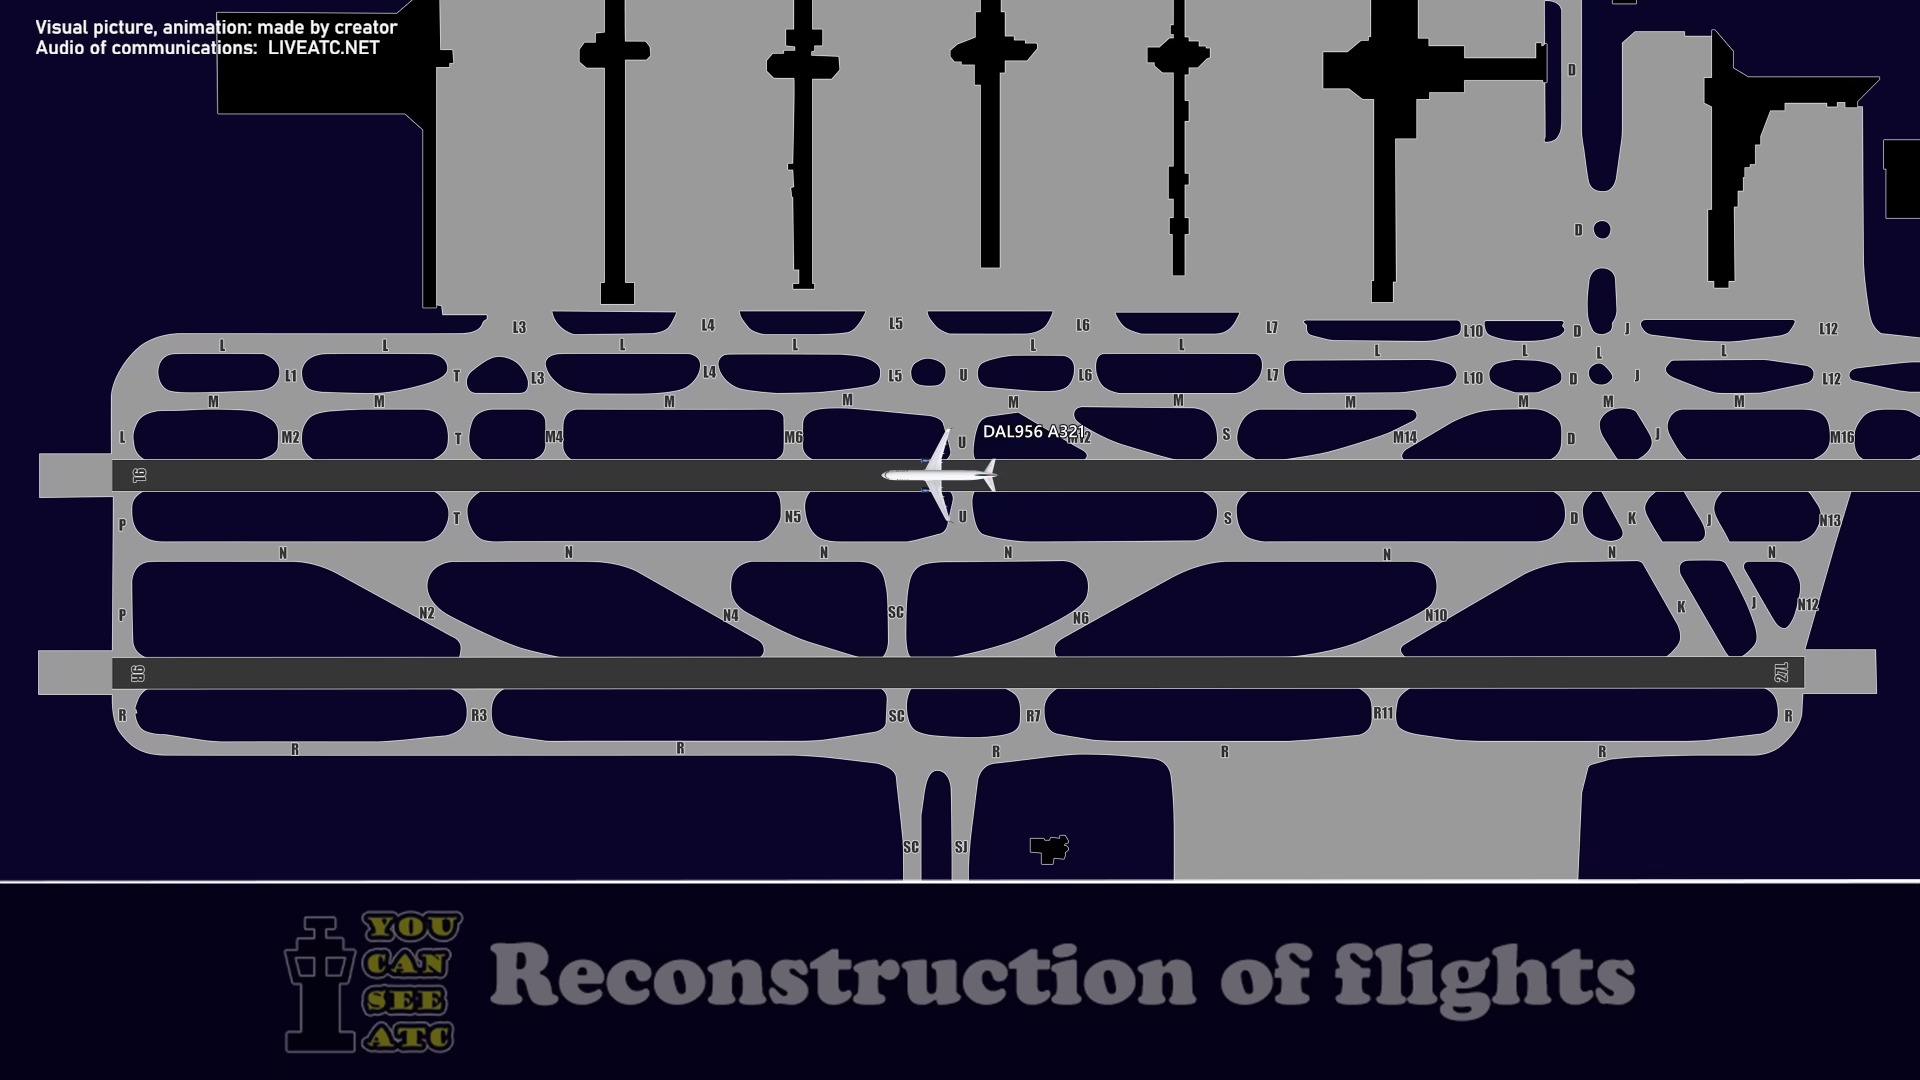 Visual picture, animation: made by creator
Audio of communications: LIVEATC.NET
D
D
L3 L4 L5 L6 L7 L10 D J L12
L L L L L L L L L
L1 T L3 L4 L5 U L6 L7 L10 D J L12
M M M M M M M M M
L M2 T M4 M6 U DAL956 A321 M12 S M14 D J M16
9L
P T N5 U S D K J N13
N N N N N N N
P N2 N4 SC N6 N10 K J N12
9R 27L
R R3 SC R7 R11 R
R R R R R
SC SJ
YOU
CAN
SEE
ATC
Reconstruction of flights